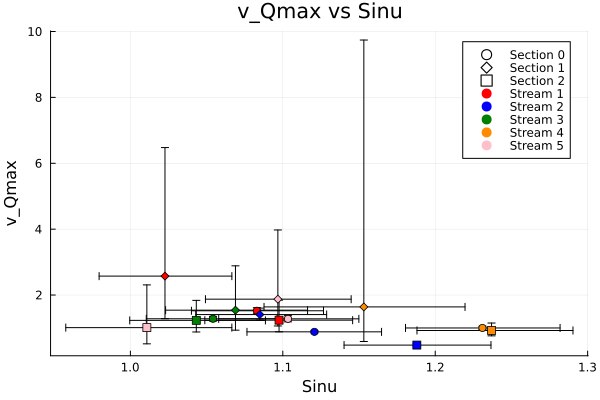 v_Qmax vs Sinu
10
8
6
4
2
v_Qmax
Section 0
Section 1
Section 2
Stream 1
Stream 2
Stream 3
Stream 4
Stream 5
1.0
1.1
1.2
1.3
Sinu